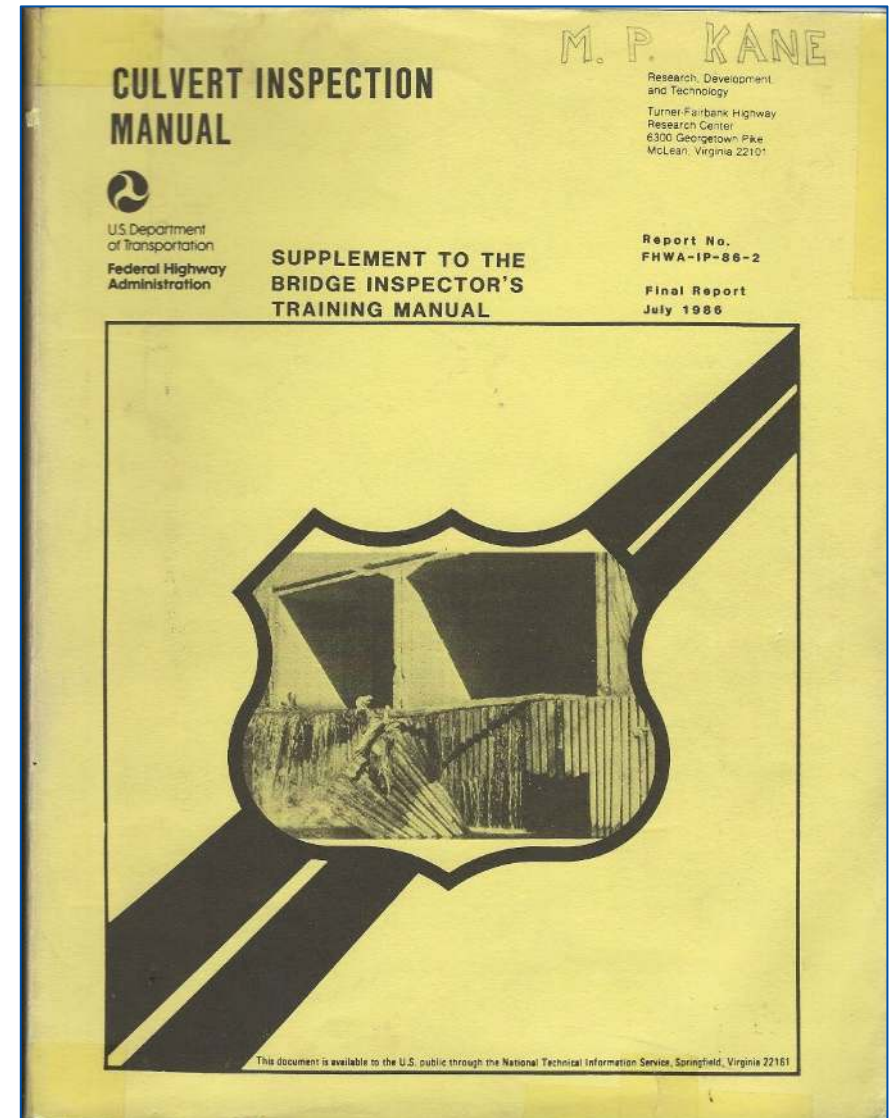 M. P. KANE
CULVERT INSPECTION
MANUAL
Research, Development
and Technology
Turner-Fairbank Highway
Research Center
6300 Georgetown Pike
McLean, Virginia 22101
U.S. Department
of Transportation
Federal Highway
Administration
SUPPLEMENT TO THE
BRIDGE INSPECTOR'S
TRAINING MANUAL
Report No.
FHWA-IP-86-2
Final Report
July 1986
This document is available to the U.S. public through the National Technical Information Service, Springfield, Virginia 22161